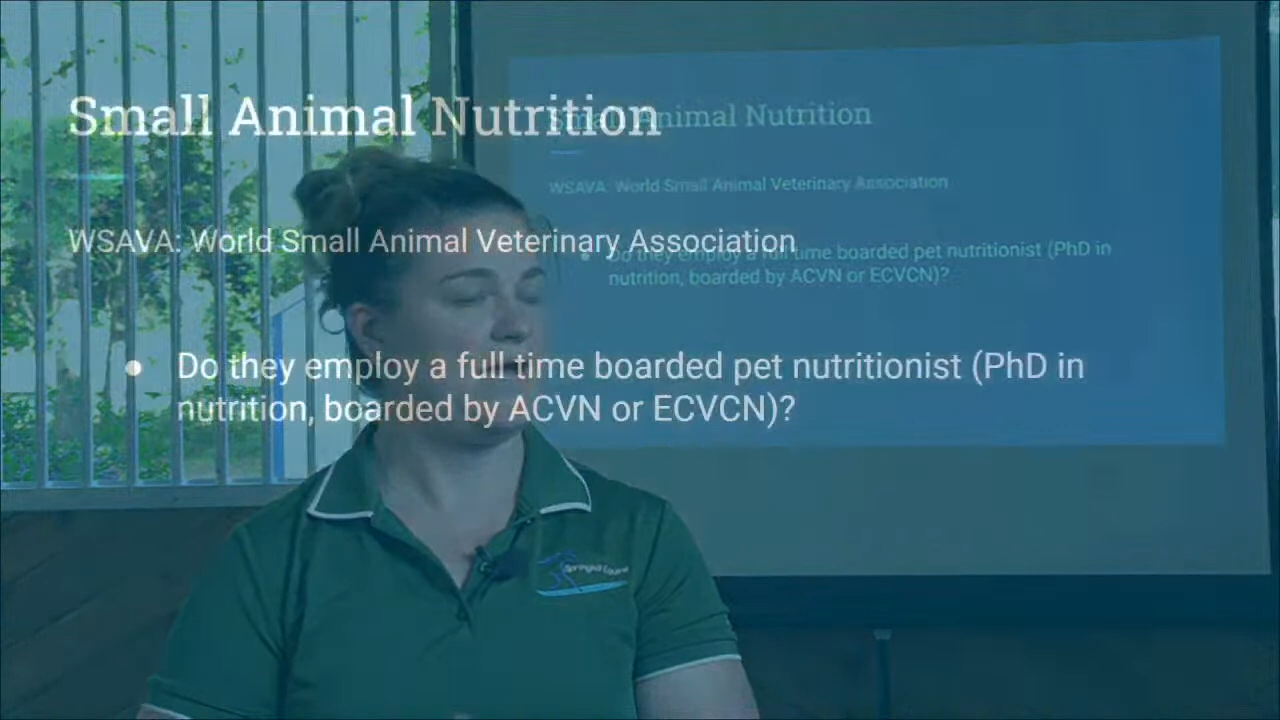 Small Animal Nutrition
WSAVA: World Small Animal Veterinary Association
● Do they employ a full time boarded pet nutritionist (PhD in
nutrition, boarded by ACVN or ECVCN)?
Small Animal Nutrition
WSAVA: World Small Animal Veterinary Association
● Do they employ a full time boarded pet nutritionist (PhD in
nutrition, boarded by ACVN or ECVCN)?
Springhill Equine